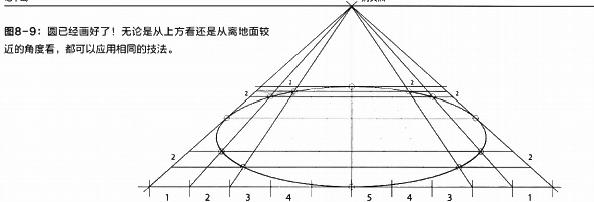 图8-9：圆已经画好了！无论是从上方看还是从离地面较
近的角度看，都可以应用相同的技法。
2 2
2 2
2 2
1 2 3 4 5 4 3 1